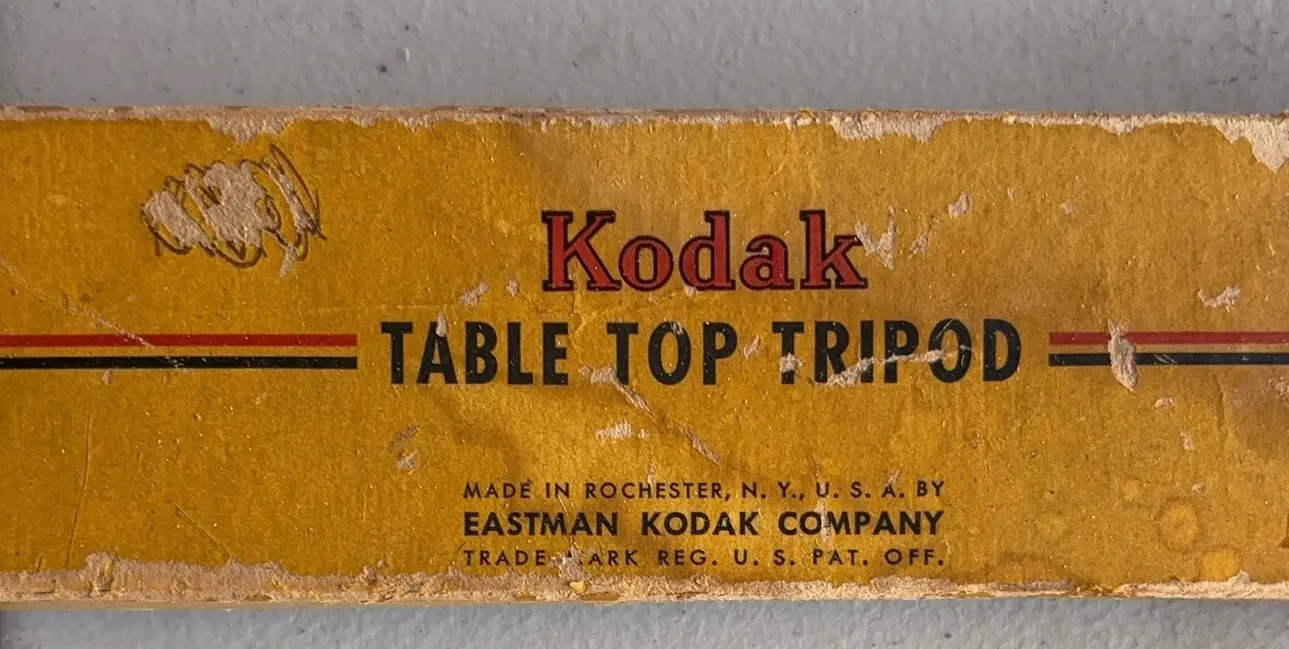 Kodak
TABLE TOP TRIPOD
MADE IN ROCHESTER, N. Y., U. S. A. BY
EASTMAN KODAK COMPANY
TRADE-MARK REG. U. S. PAT. OFF.